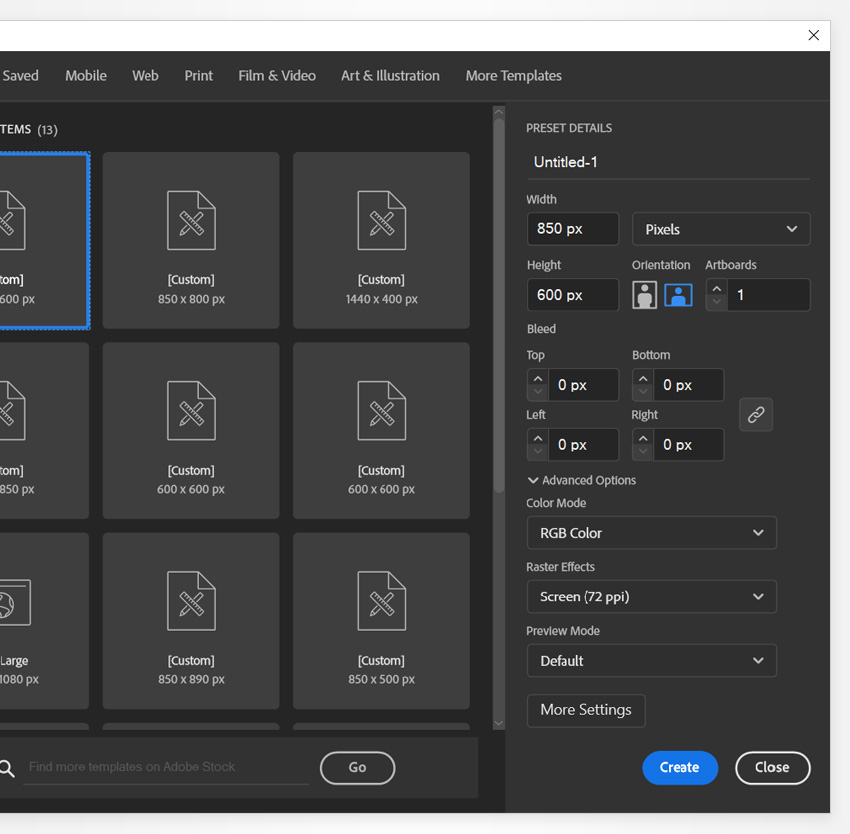 Saved Mobile Web Print Film & Video Art & Illustration More Templates
TEMS (13)
tom]
600 px
[Custom]
850 x 800 px
[Custom]
1440 x 400 px
tom]
850 px
[Custom]
600 x 600 px
[Custom]
600 x 600 px
Large
1080 px
[Custom]
850 x 890 px
[Custom]
850 x 500 px
Find more templates on Adobe Stock
Go
PRESET DETAILS
Untitled-1
Width
850 px
Pixels
Height
Orientation
Artboards
600 px
1
Bleed
Top
Bottom
0 px
0 px
Left
Right
0 px
0 px
Advanced Options
Color Mode
RGB Color
Raster Effects
Screen (72 ppi)
Preview Mode
Default
More Settings
Create
Close